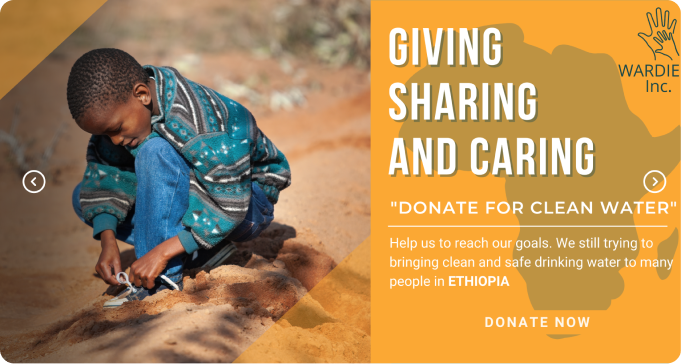 GIVING
SHARING
AND CARING
WARDIE
Inc.
"DONATE FOR CLEAN WATER"
Help us to reach our goals. We still trying to
bringing clean and safe drinking water to many
people in ETHIOPIA
DONATE NOW